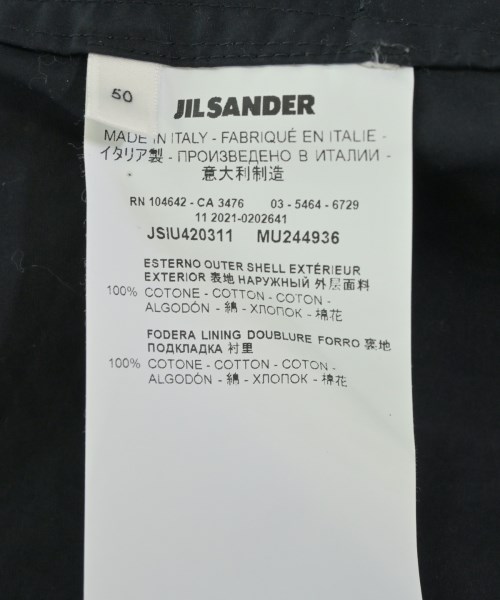 50
JIL SANDER
MADE IN ITALY - FABRIQUÉ EN ITALIE -
イタリア製 - ПРОИЗВЕДЕНО В ИТАЛИИ -
意大利制造
RN 104642 - CA 3476 03 - 5464 - 6729
11 2021-0202641
JSIU420311 MU244936
ESTERNO OUTER SHELL EXTÉRIEUR
EXTERIOR 表地 НАРУЖНЫЙ 外层面料
100% COTONE - COTTON - COTON -
ALGODÓN - 綿 - ХЛОПОК - 棉花
FODERA LINING DOUBLURE FORRO 裏地
ПОДКЛАДКА 衬里
100% COTONE - COTTON - COTON -
ALGODÓN - 綿 - ХЛОПОК - 棉花